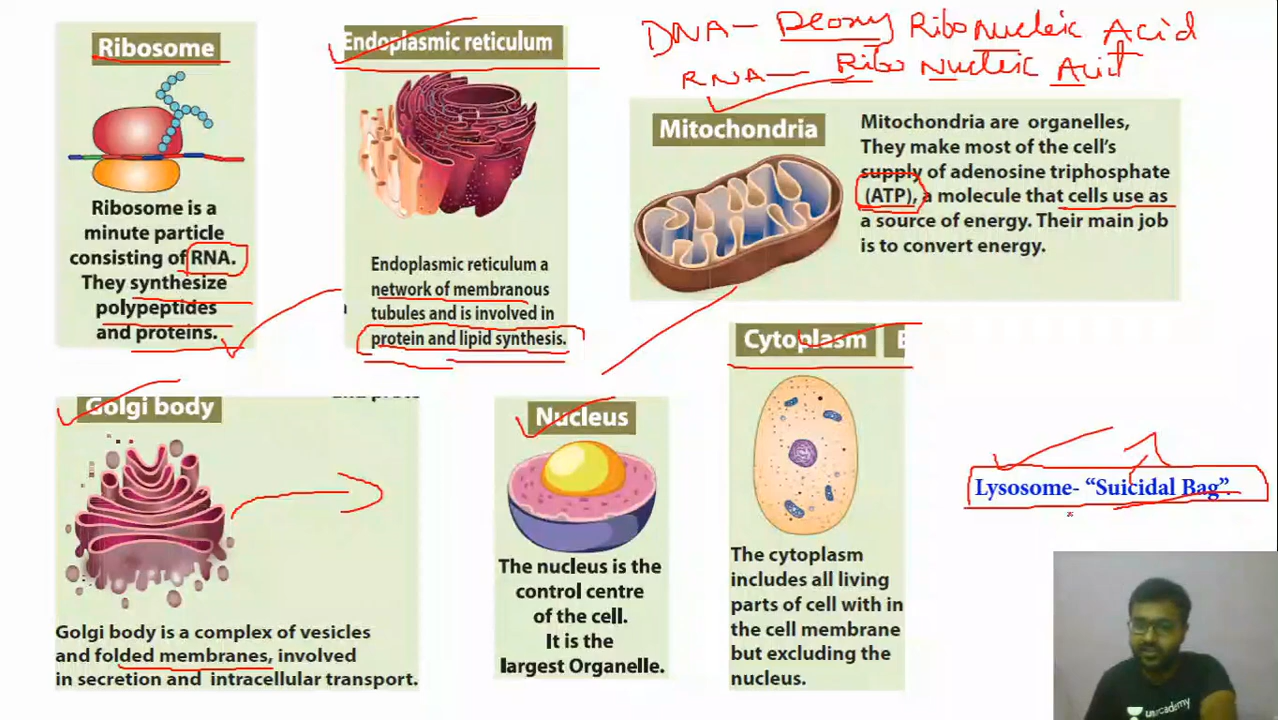 DNA- Deoxy Ribo Nucleic Acid
RNA- Ribo Nucleic Acid
Ribosome
Ribosome is a
minute particle
consisting of RNA.
They synthesize
polypeptides
and proteins.
Endoplasmic reticulum
Endoplasmic reticulum a
network of membranous
tubules and is involved in
protein and lipid synthesis.
Mitochondria
Mitochondria are organelles,
They make most of the cell's
supply of adenosine triphosphate
(ATP), a molecule that cells use as
a source of energy. Their main job
is to convert energy.
Golgi body
Golgi body is a complex of vesicles
and folded membranes, involved
in secretion and intracellular transport.
Nucleus
The nucleus is the
control centre
of the cell.
It is the
largest Organelle.
Cytoplasm
The cytoplasm
includes all living
parts of cell with in
the cell membrane
but excluding the
nucleus.
Lysosome- “Suicidal Bag”.
unacademy